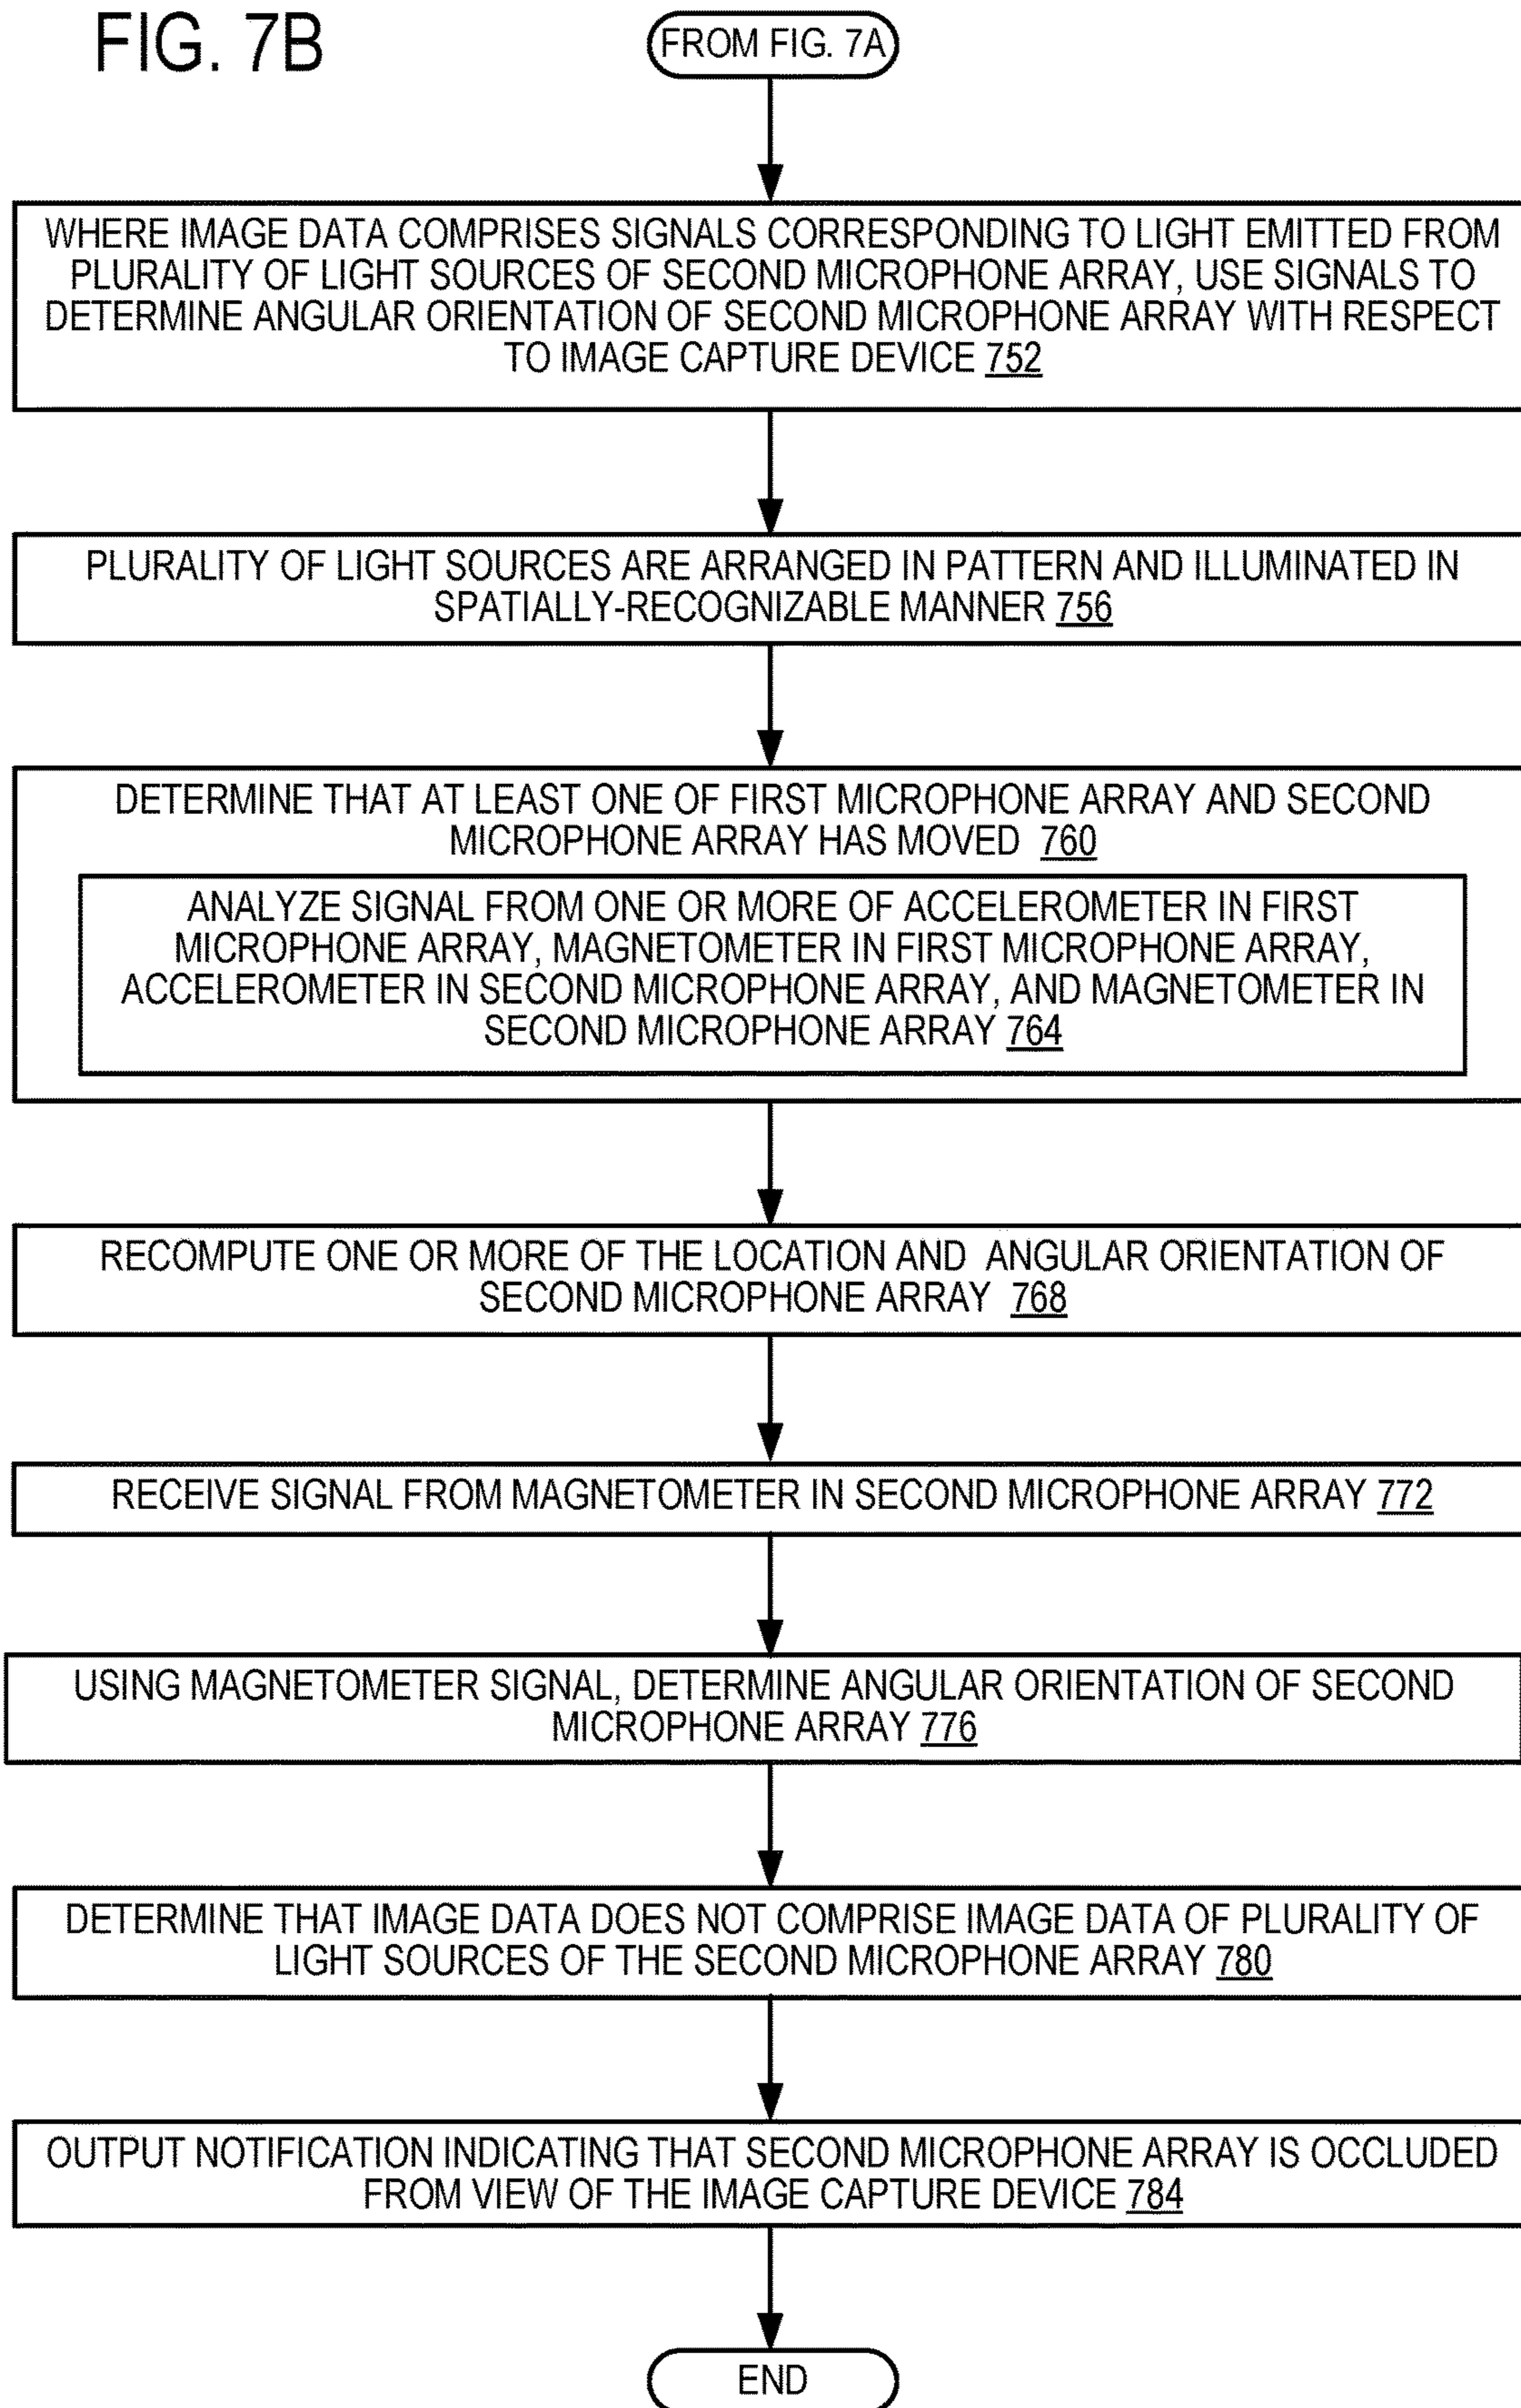 FIG. 7B
FROM FIG. 7A
WHERE IMAGE DATA COMPRISES SIGNALS CORRESPONDING TO LIGHT EMITTED FROM
PLURALITY OF LIGHT SOURCES OF SECOND MICROPHONE ARRAY, USE SIGNALS TO
DETERMINE ANGULAR ORIENTATION OF SECOND MICROPHONE ARRAY WITH RESPECT
TO IMAGE CAPTURE DEVICE 752
PLURALITY OF LIGHT SOURCES ARE ARRANGED IN PATTERN AND ILLUMINATED IN
SPATIALLY-RECOGNIZABLE MANNER 756
DETERMINE THAT AT LEAST ONE OF FIRST MICROPHONE ARRAY AND SECOND
MICROPHONE ARRAY HAS MOVED 760
ANALYZE SIGNAL FROM ONE OR MORE OF ACCELEROMETER IN FIRST
MICROPHONE ARRAY, MAGNETOMETER IN FIRST MICROPHONE ARRAY,
ACCELEROMETER IN SECOND MICROPHONE ARRAY, AND MAGNETOMETER IN
SECOND MICROPHONE ARRAY 764
RECOMPUTE ONE OR MORE OF THE LOCATION AND ANGULAR ORIENTATION OF
SECOND MICROPHONE ARRAY 768
RECEIVE SIGNAL FROM MAGNETOMETER IN SECOND MICROPHONE ARRAY 772
USING MAGNETOMETER SIGNAL, DETERMINE ANGULAR ORIENTATION OF SECOND
MICROPHONE ARRAY 776
DETERMINE THAT IMAGE DATA DOES NOT COMPRISE IMAGE DATA OF PLURALITY OF
LIGHT SOURCES OF THE SECOND MICROPHONE ARRAY 780
OUTPUT NOTIFICATION INDICATING THAT SECOND MICROPHONE ARRAY IS OCCLUDED
FROM VIEW OF THE IMAGE CAPTURE DEVICE 784
END